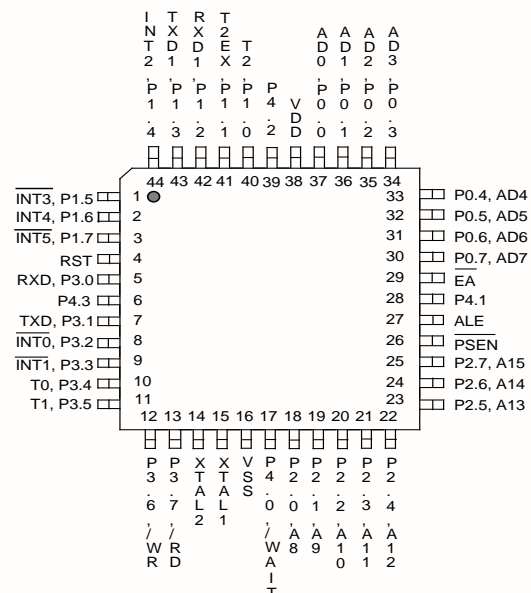 INT2,P1.4
TXD1,P1.3
RXD1,P1.2
T2EX,P1.1
T2,P1.0
P4.2
VDD
AD0,P0.0
AD1,P0.1
AD2,P0.2
AD3,P0.3
44 43 42 41 40 39 38 37 36 35 34
INT3, P1.5 1
INT4, P1.6 2
INT5, P1.7 3
RST 4
RXD, P3.0 5
P4.3 6
TXD, P3.1 7
INT0, P3.2 8
INT1, P3.3 9
T0, P3.4 10
T1, P3.5 11
33 P0.4, AD4
32 P0.5, AD5
31 P0.6, AD6
30 P0.7, AD7
29 EA
28 P4.1
27 ALE
26 PSEN
25 P2.7, A15
24 P2.6, A14
23 P2.5, A13
12 13 14 15 16 17 18 19 20 21 22
P3.6,/WR
P3.7,/RD
XTAL2
XTAL1
VSS
P4.0,/WAIT
P2.0,A8
P2.1,A9
P2.2,A10
P2.3,A11
P2.4,A12